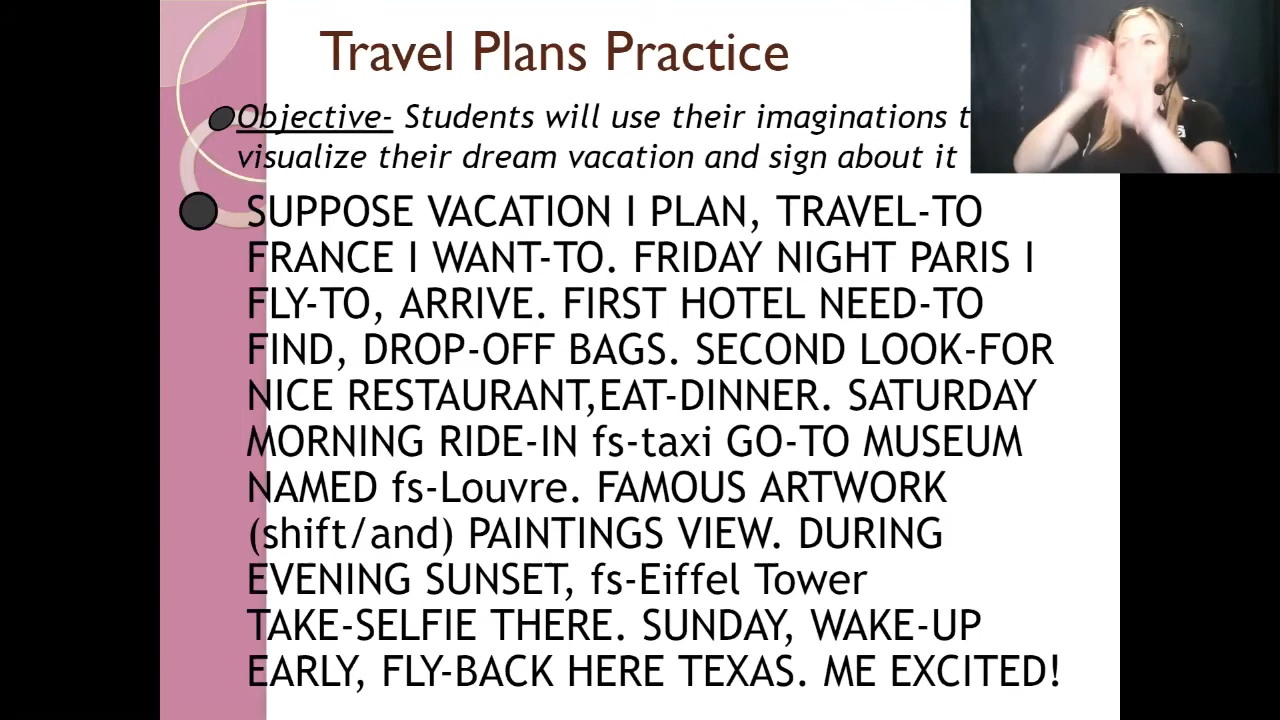 Travel Plans Practice
Objective- Students will use their imaginations t
visualize their dream vacation and sign about it
SUPPOSE VACATION I PLAN, TRAVEL-TO
FRANCE I WANT-TO. FRIDAY NIGHT PARIS I
FLY-TO, ARRIVE. FIRST HOTEL NEED-TO
FIND, DROP-OFF BAGS. SECOND LOOK-FOR
NICE RESTAURANT,EAT-DINNER. SATURDAY
MORNING RIDE-IN fs-taxi GO-TO MUSEUM
NAMED fs-Louvre. FAMOUS ARTWORK
(shift/and) PAINTINGS VIEW. DURING
EVENING SUNSET, fs-Eiffel Tower
TAKE-SELFIE THERE. SUNDAY, WAKE-UP
EARLY, FLY-BACK HERE TEXAS. ME EXCITED!